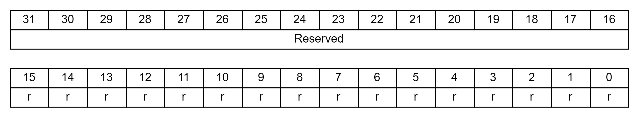 31 30 29 28 27 26 25 24 23 22 21 20 19 18 17 16
Reserved
15 14 13 12 11 10 9 8 7 6 5 4 3 2 1 0
r r r r r r r r r r r r r r r r